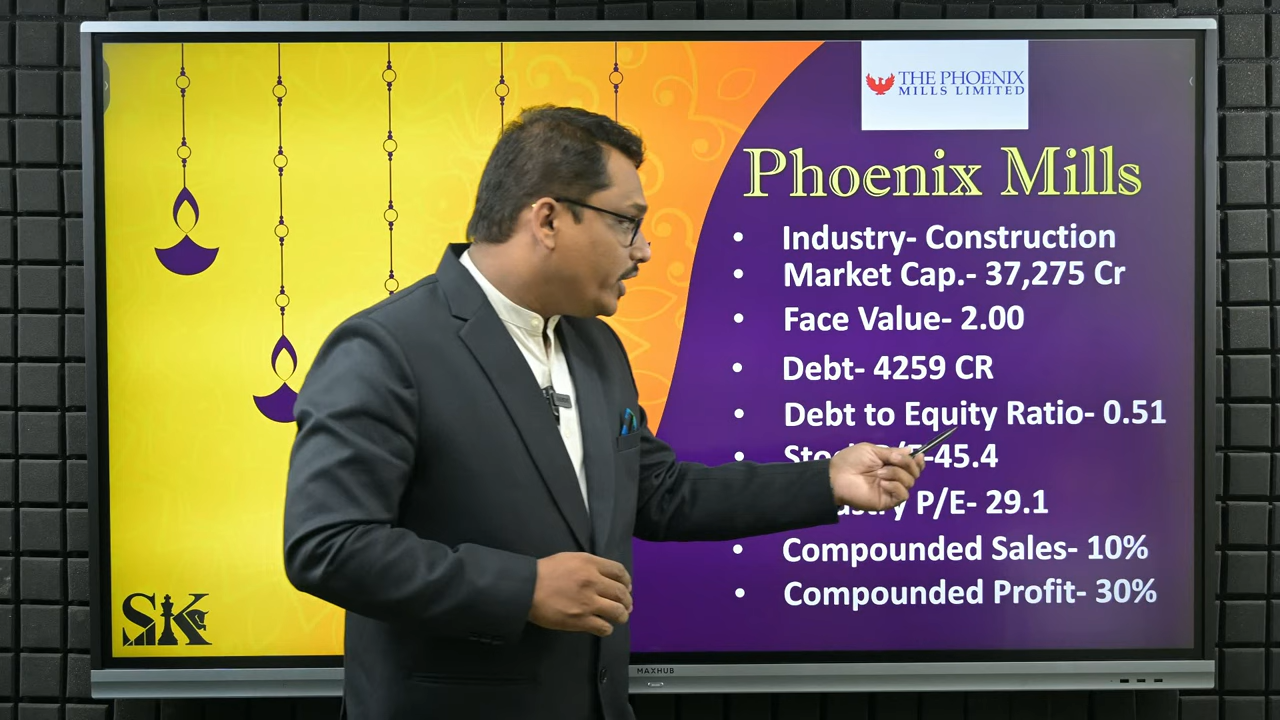 THE PHOENIX
MILLS LIMITED
Phoenix Mills
• Industry- Construction
• Market Cap.- 37,275 Cr
• Face Value- 2.00
• Debt- 4259 CR
• Debt to Equity Ratio- 0.51
• -45.4
P/E- 29.1
• Compounded Sales- 10%
• Compounded Profit- 30%
SK
MAXHUB